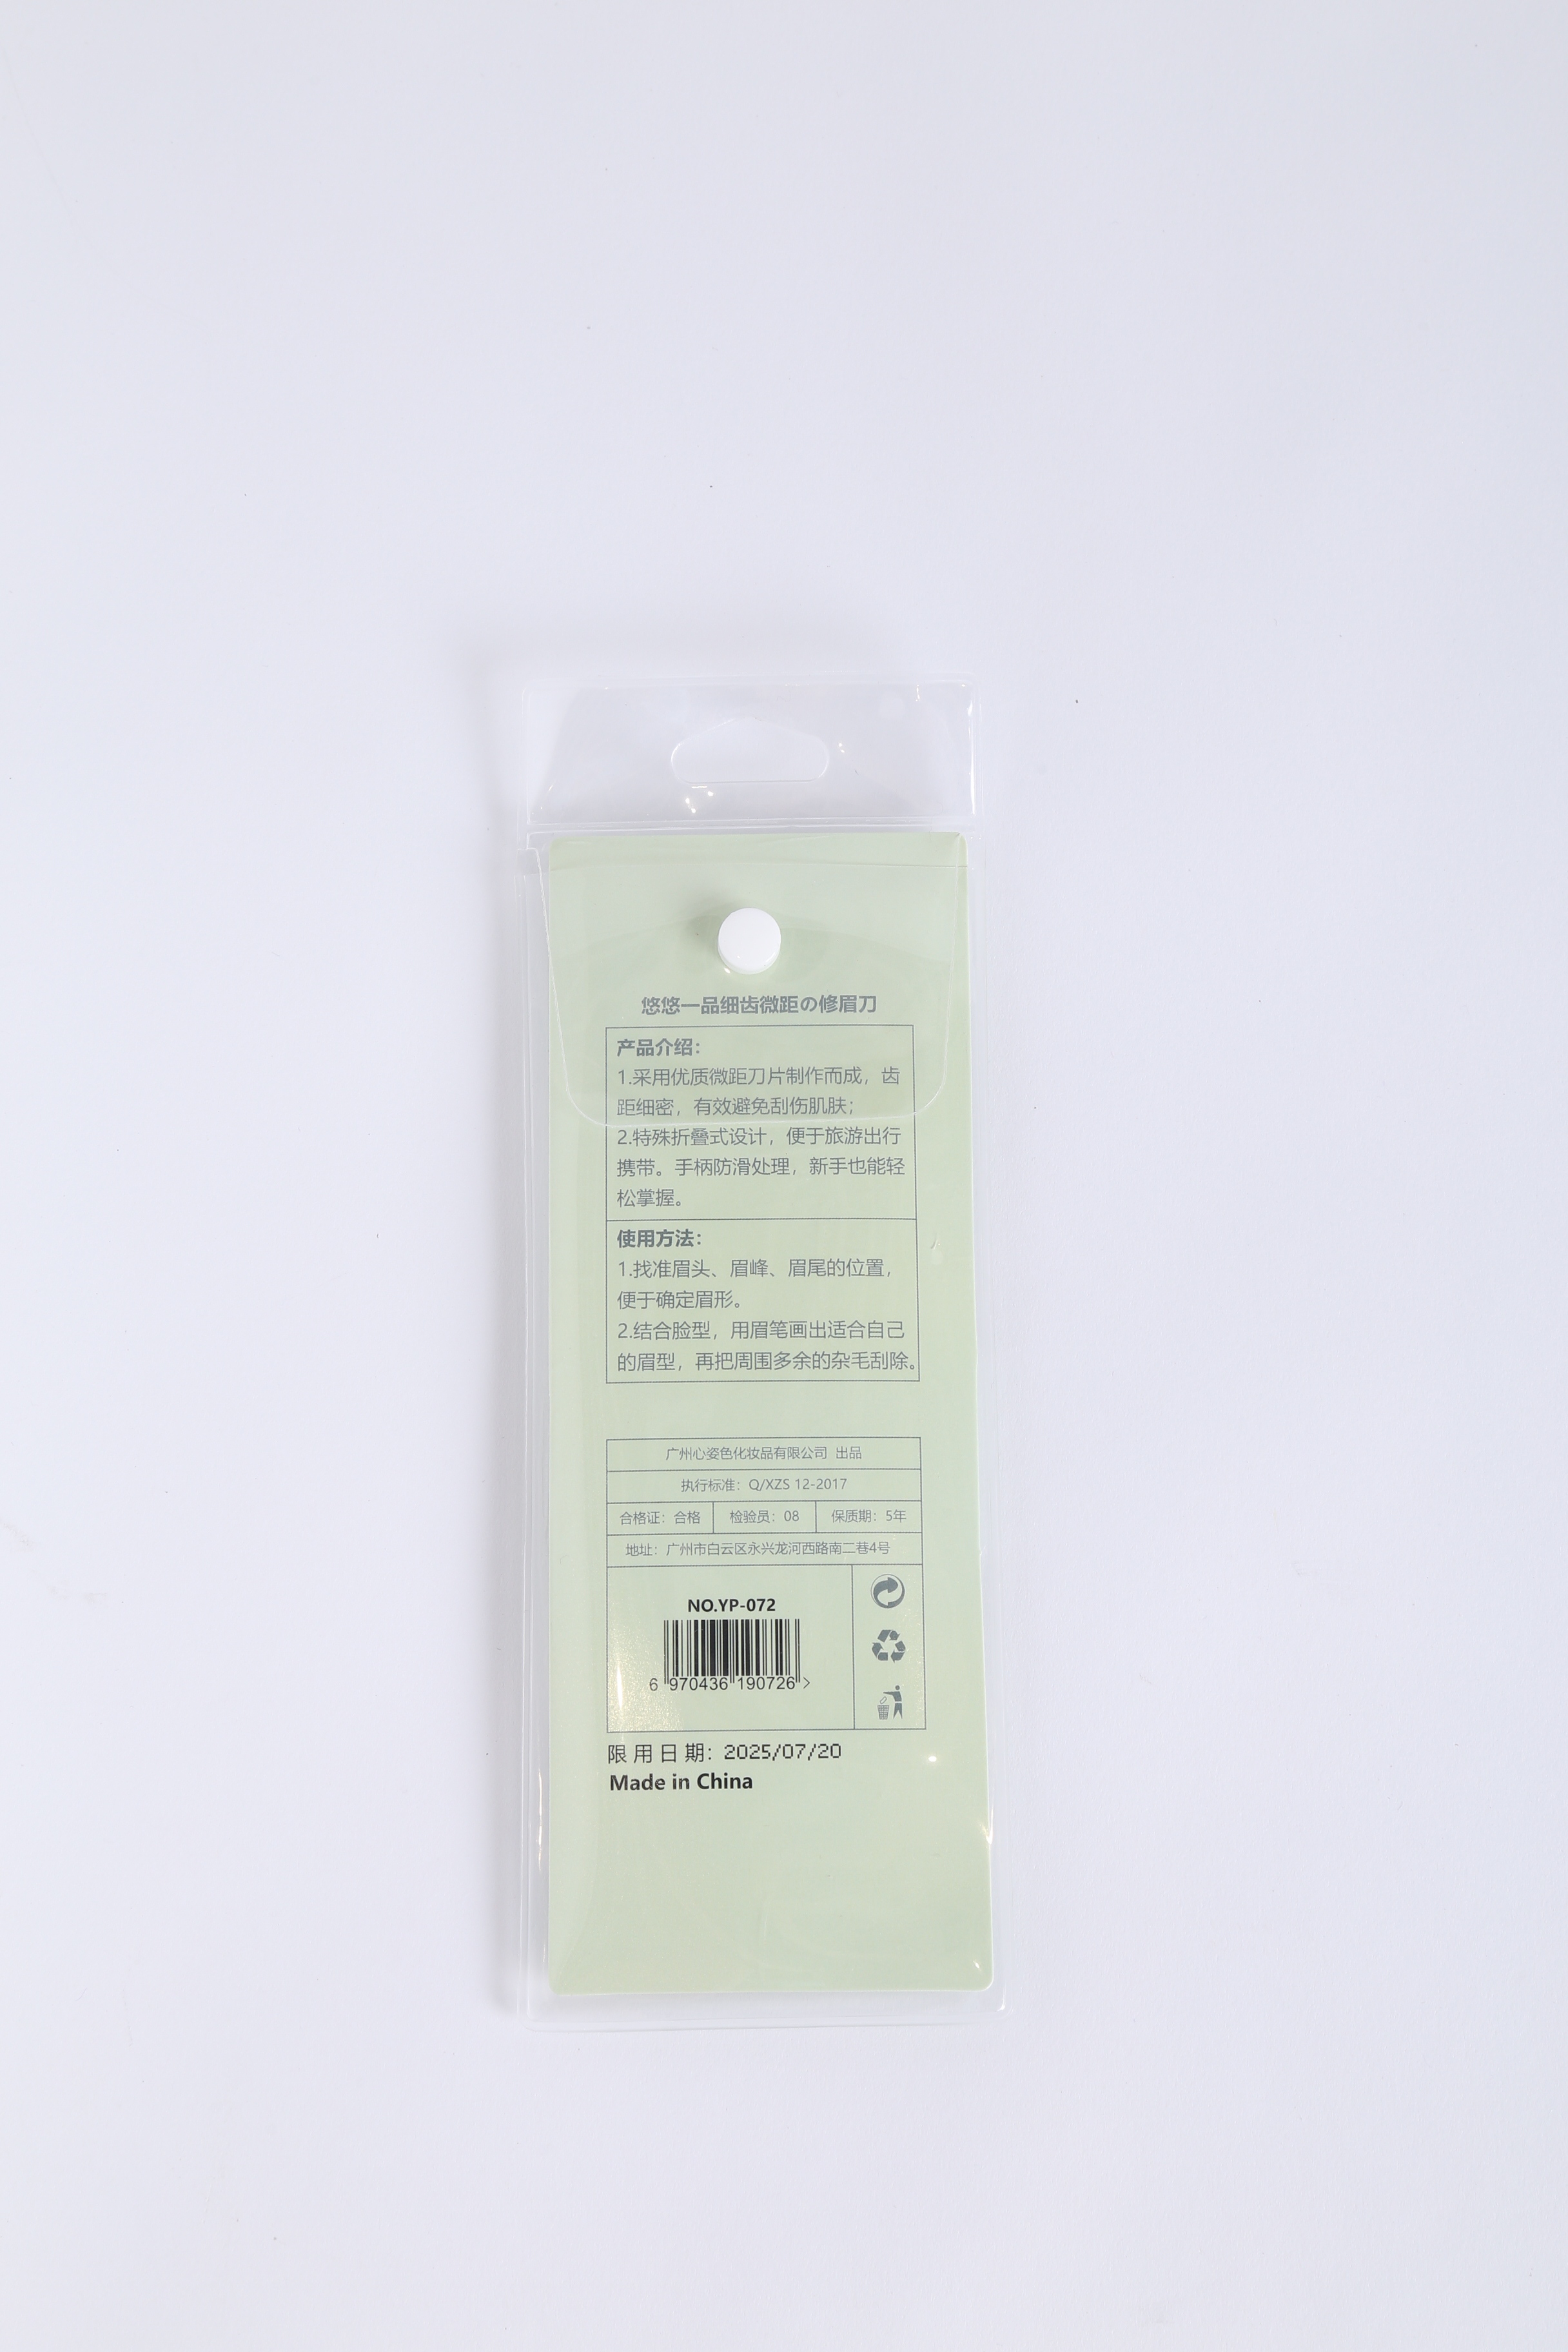 悠悠一品细齿微距の修眉刀
产品介绍：
1.采用优质微距刀片制作而成，齿
距细密，有效避免刮伤肌肤；
2.特殊折叠式设计，便于旅游出行
携带。手柄防滑处理，新手也能轻
松掌握。
使用方法：
1.找准眉头、眉峰、眉尾的位置，
便于确定眉形。
2.结合脸型，用眉笔画出适合自己
的眉型，再把周围多余的杂毛刮除。
广州心姿色化妆品有限公司 出品
执行标准：Q/XZS 12-2017
合格证：合格 检验员：08 保质期：5年
地址：广州市白云区永兴龙河西路南二巷4号
NO.YP-072
6 970436 190726 >
限用日期：2025/07/20
Made in China